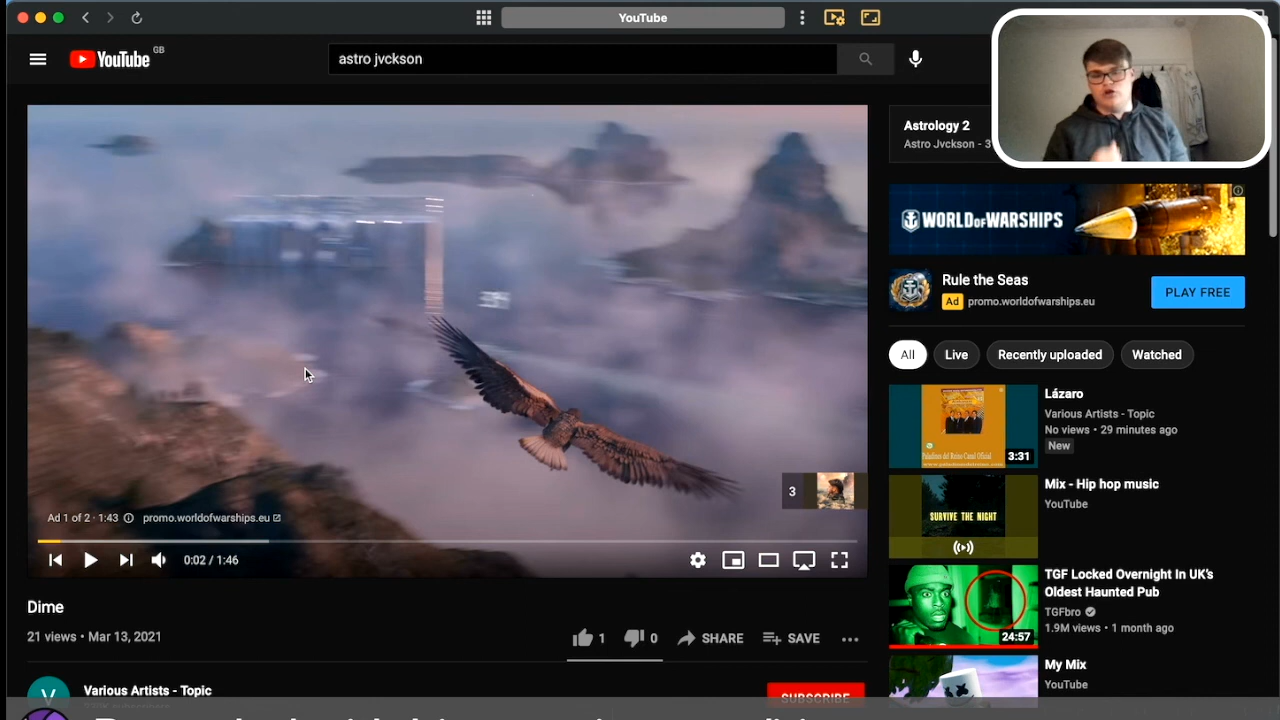 YouTube
YouTube GB
astro jvckson
Astrology 2
Astro Jvckson - 3
WORLD OF WARSHIPS
Rule the Seas
Ad promo.worldofwarships.eu
PLAY FREE
All Live Recently uploaded Watched
Lázaro
Various Artists - Topic
No views • 29 minutes ago
New
3:31
Mix - Hip hop music
YouTube
SURVIVE THE NIGHT
TGF Locked Overnight In UK's
Oldest Haunted Pub
TGFbro
1.9M views • 1 month ago
24:57
My Mix
YouTube
3
Ad 1 of 2 · 1:43 promo.worldofwarships.eu
0:02 / 1:46
Dime
21 views • Mar 13, 2021
1 0 SHARE SAVE
V Various Artists - Topic
SUBSCRIBE